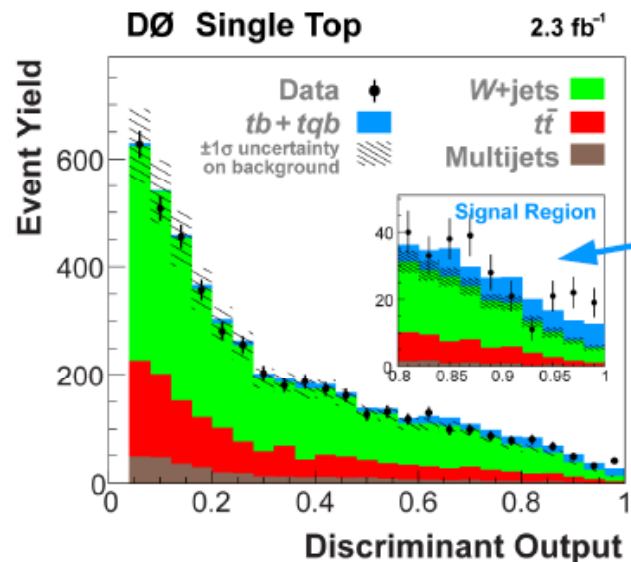 DØ Single Top 2.3 fb⁻¹
Event Yield
Data
tb + tqb
±1σ uncertainty
on background
W+jets
tt̄
Multijets
Signal Region
40
20
0
0.8 0.85 0.9 0.95 1
600
400
200
0
0 0.2 0.4 0.6 0.8 1
Discriminant Output